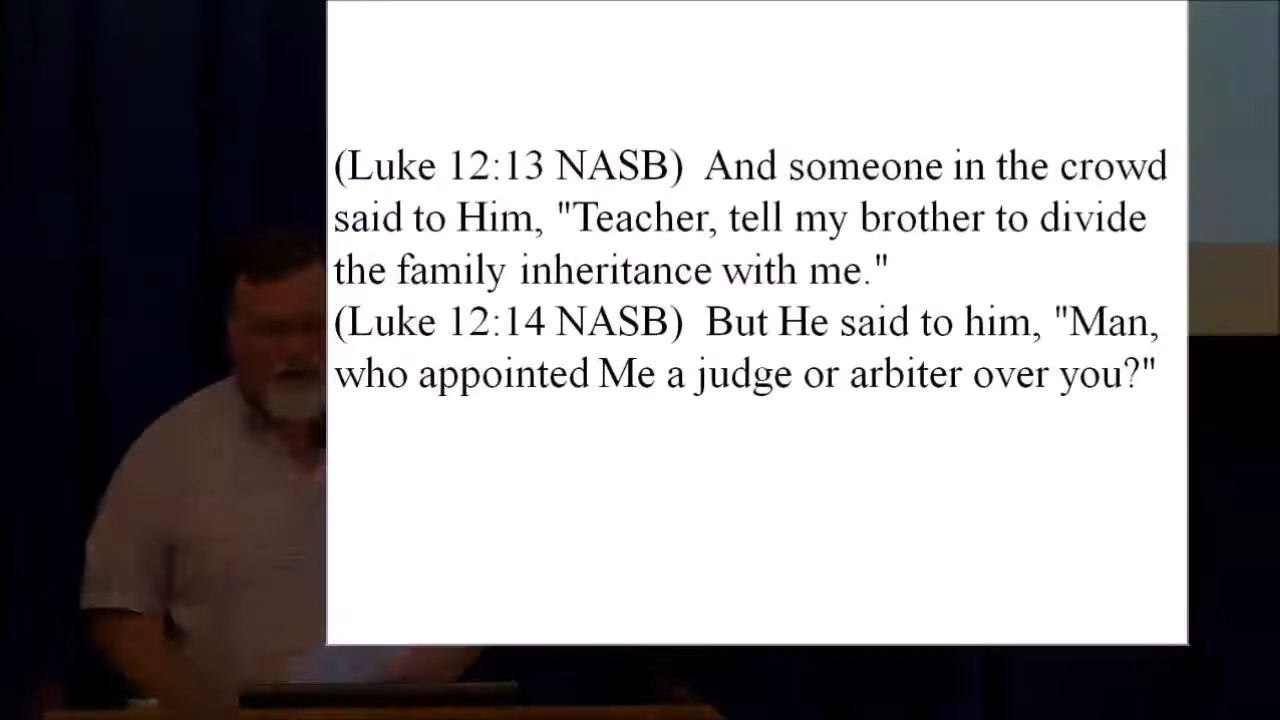 (Luke 12:13 NASB)  And someone in the crowd
said to Him, "Teacher, tell my brother to divide
the family inheritance with me."
(Luke 12:14 NASB)  But He said to him, "Man,
who appointed Me a judge or arbiter over you?"